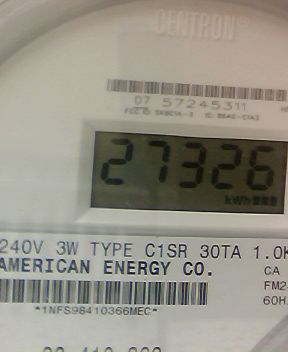 CENTRON®
07 57245311
27326
kWh
240V 3W TYPE C1SR 30TA 1.0K
AMERICAN ENERGY CO.
CA
FM2
60H
*1NFS98410366MEC*